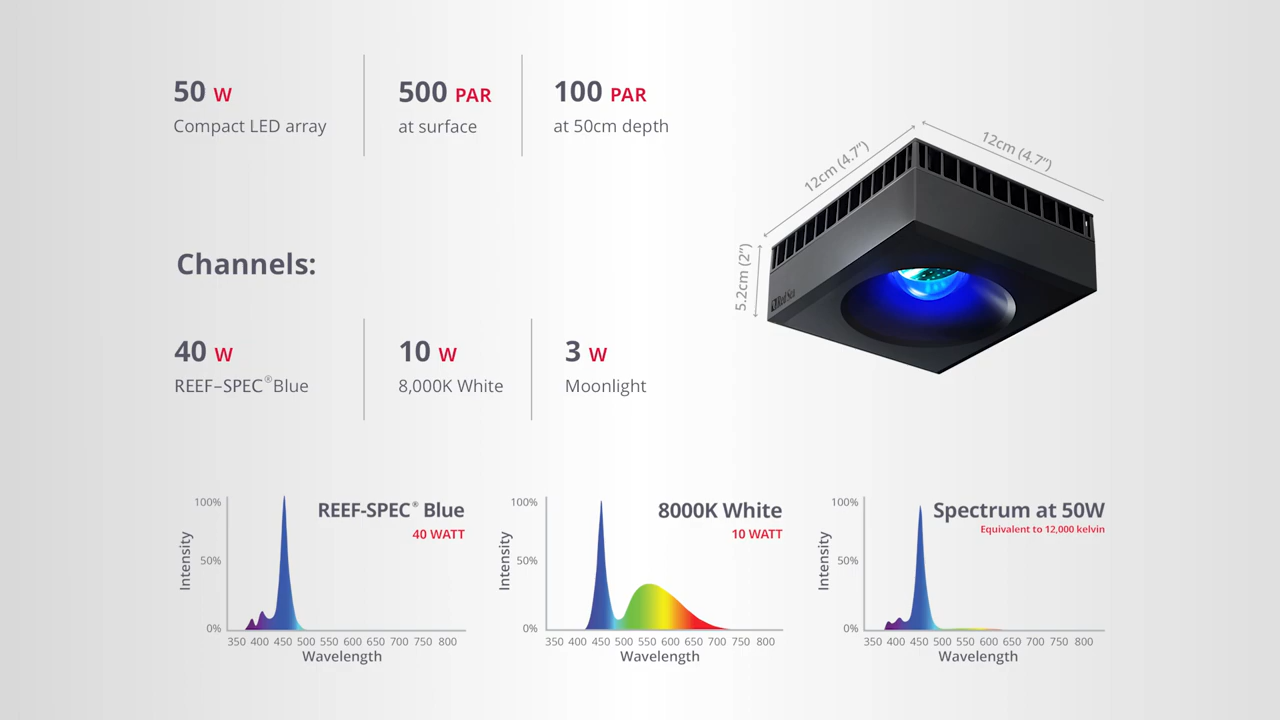 50 W
Compact LED array
500 PAR
at surface
100 PAR
at 50cm depth
12cm (4.7”)
12cm (4.7”)
5.2cm (2”)
Red Sea
Channels:
40 W
REEF–SPEC®Blue
10 W
8,000K White
3 W
Moonlight
REEF-SPEC® Blue
40 WATT
100%
50%
0%
Intensity
350 400 450 500 550 600 650 700 750 800
Wavelength
8000K White
10 WATT
100%
50%
0%
Intensity
350 400 450 500 550 600 650 700 750 800
Wavelength
Spectrum at 50W
Equivalent to 12,000 kelvin
100%
50%
0%
Intensity
350 400 450 500 550 600 650 700 750 800
Wavelength